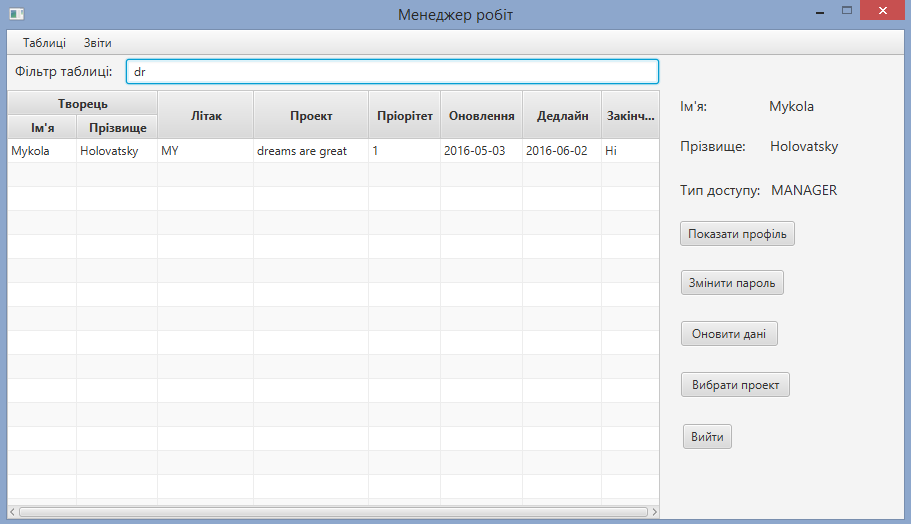 Менеджер робіт
Таблиці Звіти
Фільтр таблиці: dr
Творець Літак Проект Пріорітет Оновлення Дедлайн Закінч...
Ім'я Прізвище
Mykola Holovatsky MY dreams are great 1 2016-05-03 2016-06-02 Ні
Ім'я: Mykola
Прізвище: Holovatsky
Тип доступу: MANAGER
Показати профіль
Змінити пароль
Оновити дані
Вибрати проект
Вийти